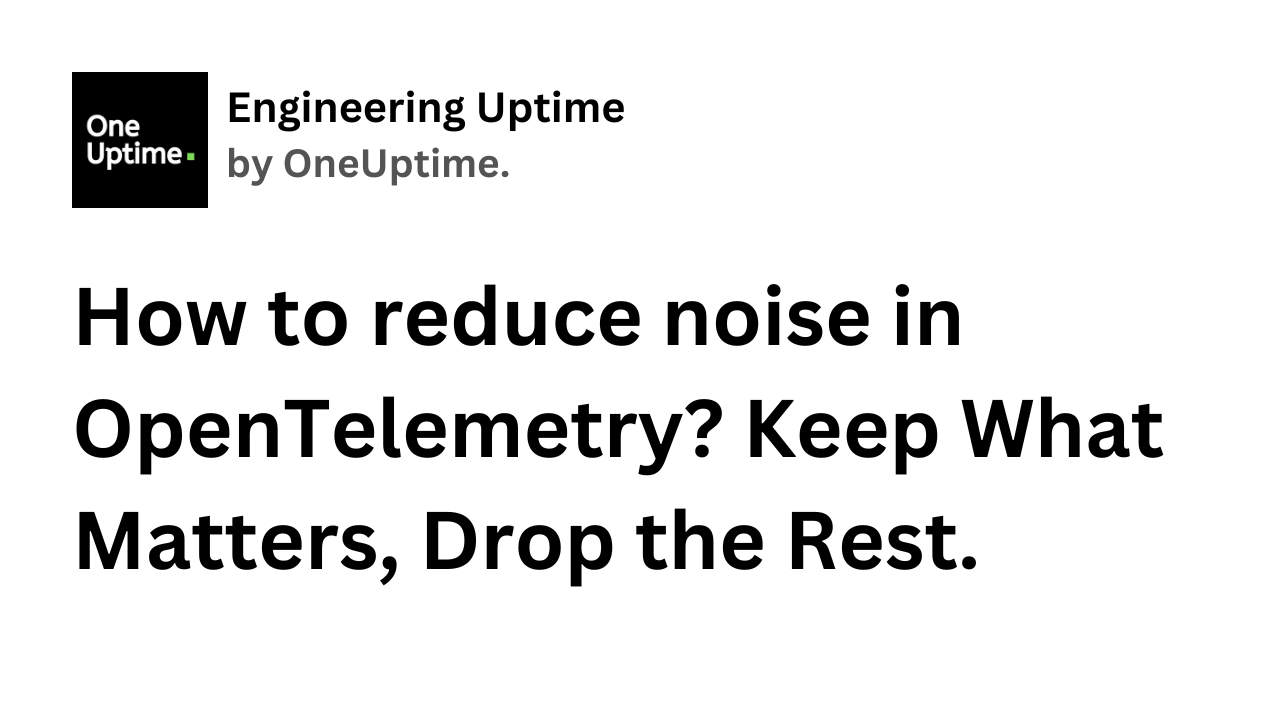 One
Uptime.
Engineering Uptime
by OneUptime.
How to reduce noise in
OpenTelemetry? Keep What
Matters, Drop the Rest.